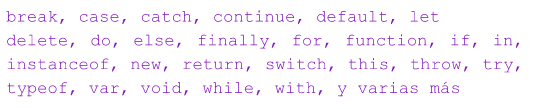 break, case, catch, continue, default, let
delete, do, else, finally, for, function, if, in,
instanceof, new, return, switch, this, throw, try,
typeof, var, void, while, with, y varias más